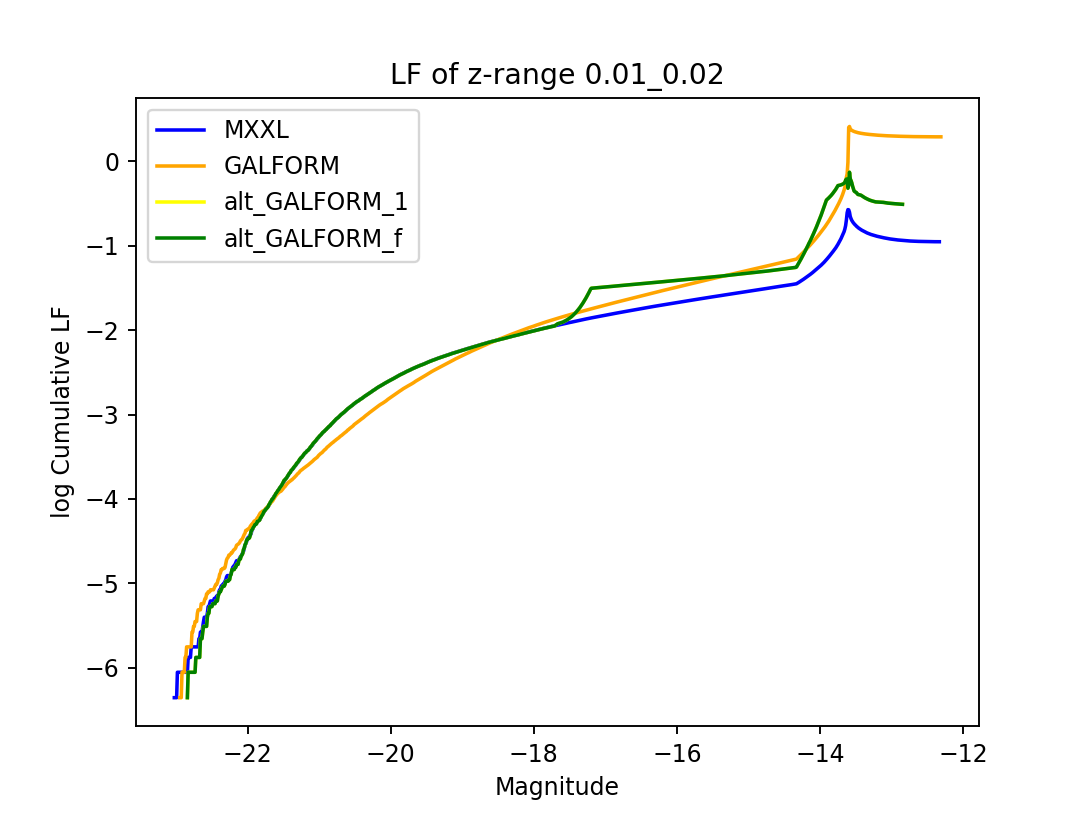 LF of z-range 0.01_0.02
MXXL
GALFORM
alt_GALFORM_1
alt_GALFORM_f
log Cumulative LF
0
−1
−2
−3
−4
−5
−6
−22 −20 −18 −16 −14 −12
Magnitude